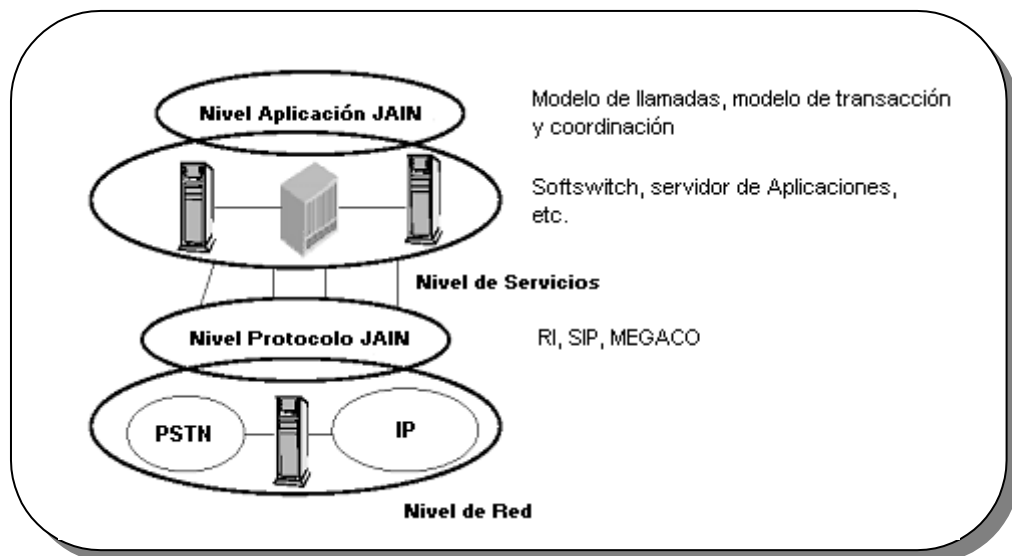 Nivel Aplicación JAIN
Modelo de llamadas, modelo de transacción
y coordinación
Softswitch, servidor de Aplicaciones,
etc.
Nivel de Servicios
Nivel Protocolo JAIN
RI, SIP, MEGACO
PSTN
IP
Nivel de Red